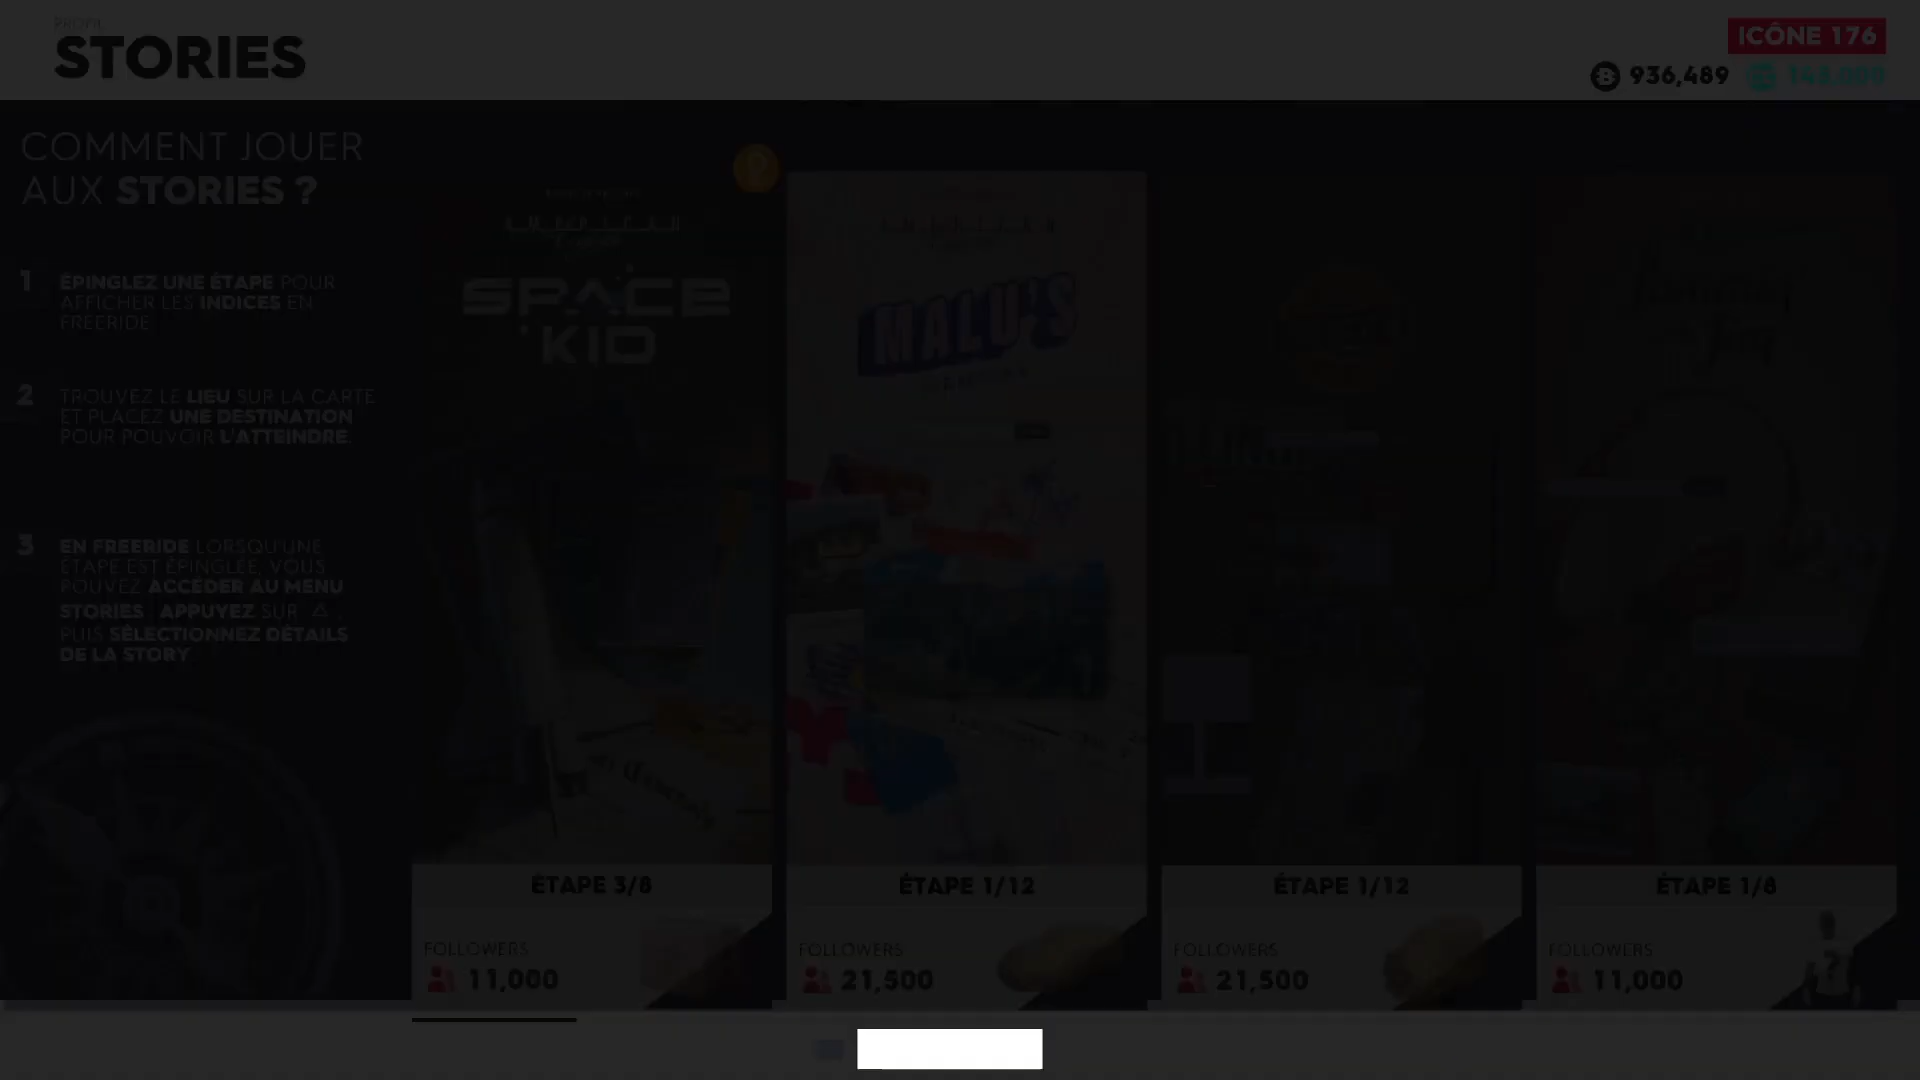 PROFIL
STORIES
ICÔNE 176
936,489
COMMENT JOUER
AUX STORIES ?
1
ÉPINGLEZ UNE ÉTAPE POUR
AFFICHER LES INDICES EN
FREERIDE
2
TROUVEZ LE LIEU SUR LA CARTE
ET PLACEZ UNE DESTINATION
POUR POUVOIR L'ATTEINDRE
3
EN FREERIDE LORSQU'UNE
ÉTAPE EST ÉPINGLÉE, VOUS
POUVEZ ACCÉDER AU MENU
STORIES APPUYEZ SUR △
PUIS SÉLECTIONNEZ DÉTAILS
DE LA STORY
SPACE
KID
ÉTAPE 3/8
FOLLOWERS
11,000
MALU'S
ÉTAPE 1/12
FOLLOWERS
21,500
ÉTAPE 1/12
FOLLOWERS
21,500
ÉTAPE 1/8
FOLLOWERS
11,000